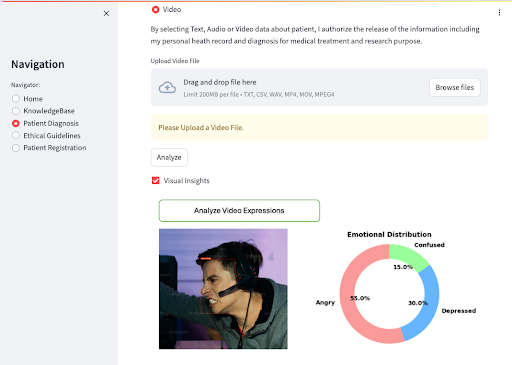 Video
By selecting Text, Audio or Video data about patient, I authorize the release of the information including
my personal heath record and diagnosis for medical treatment and research purpose.
Upload Video File
Drag and drop file here
Limit 200MB per file • TXT, CSV, WAV, MP4, MOV, MPEG4
Browse files
Please Upload a Video File.
Analyze
Visual Insights
Analyze Video Expressions
Navigation
Navigator:
Home
KnowledgeBase
Patient Diagnosis
Ethical Guidelines
Patient Registration
Emotional Distribution
Confused
15.0%
Angry
55.0%
30.0%
Depressed